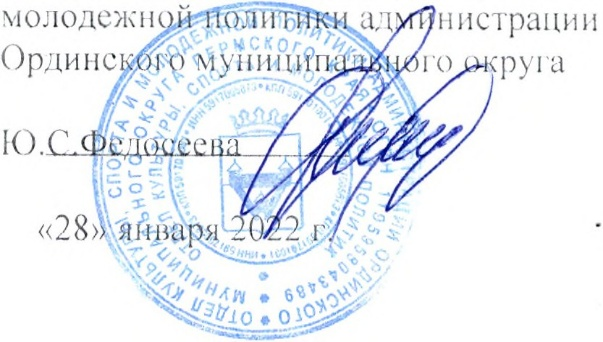 молодежной политики администрации
Ординского муниципального округа
Ю.С.Федосеева
«28» января 2022 г.